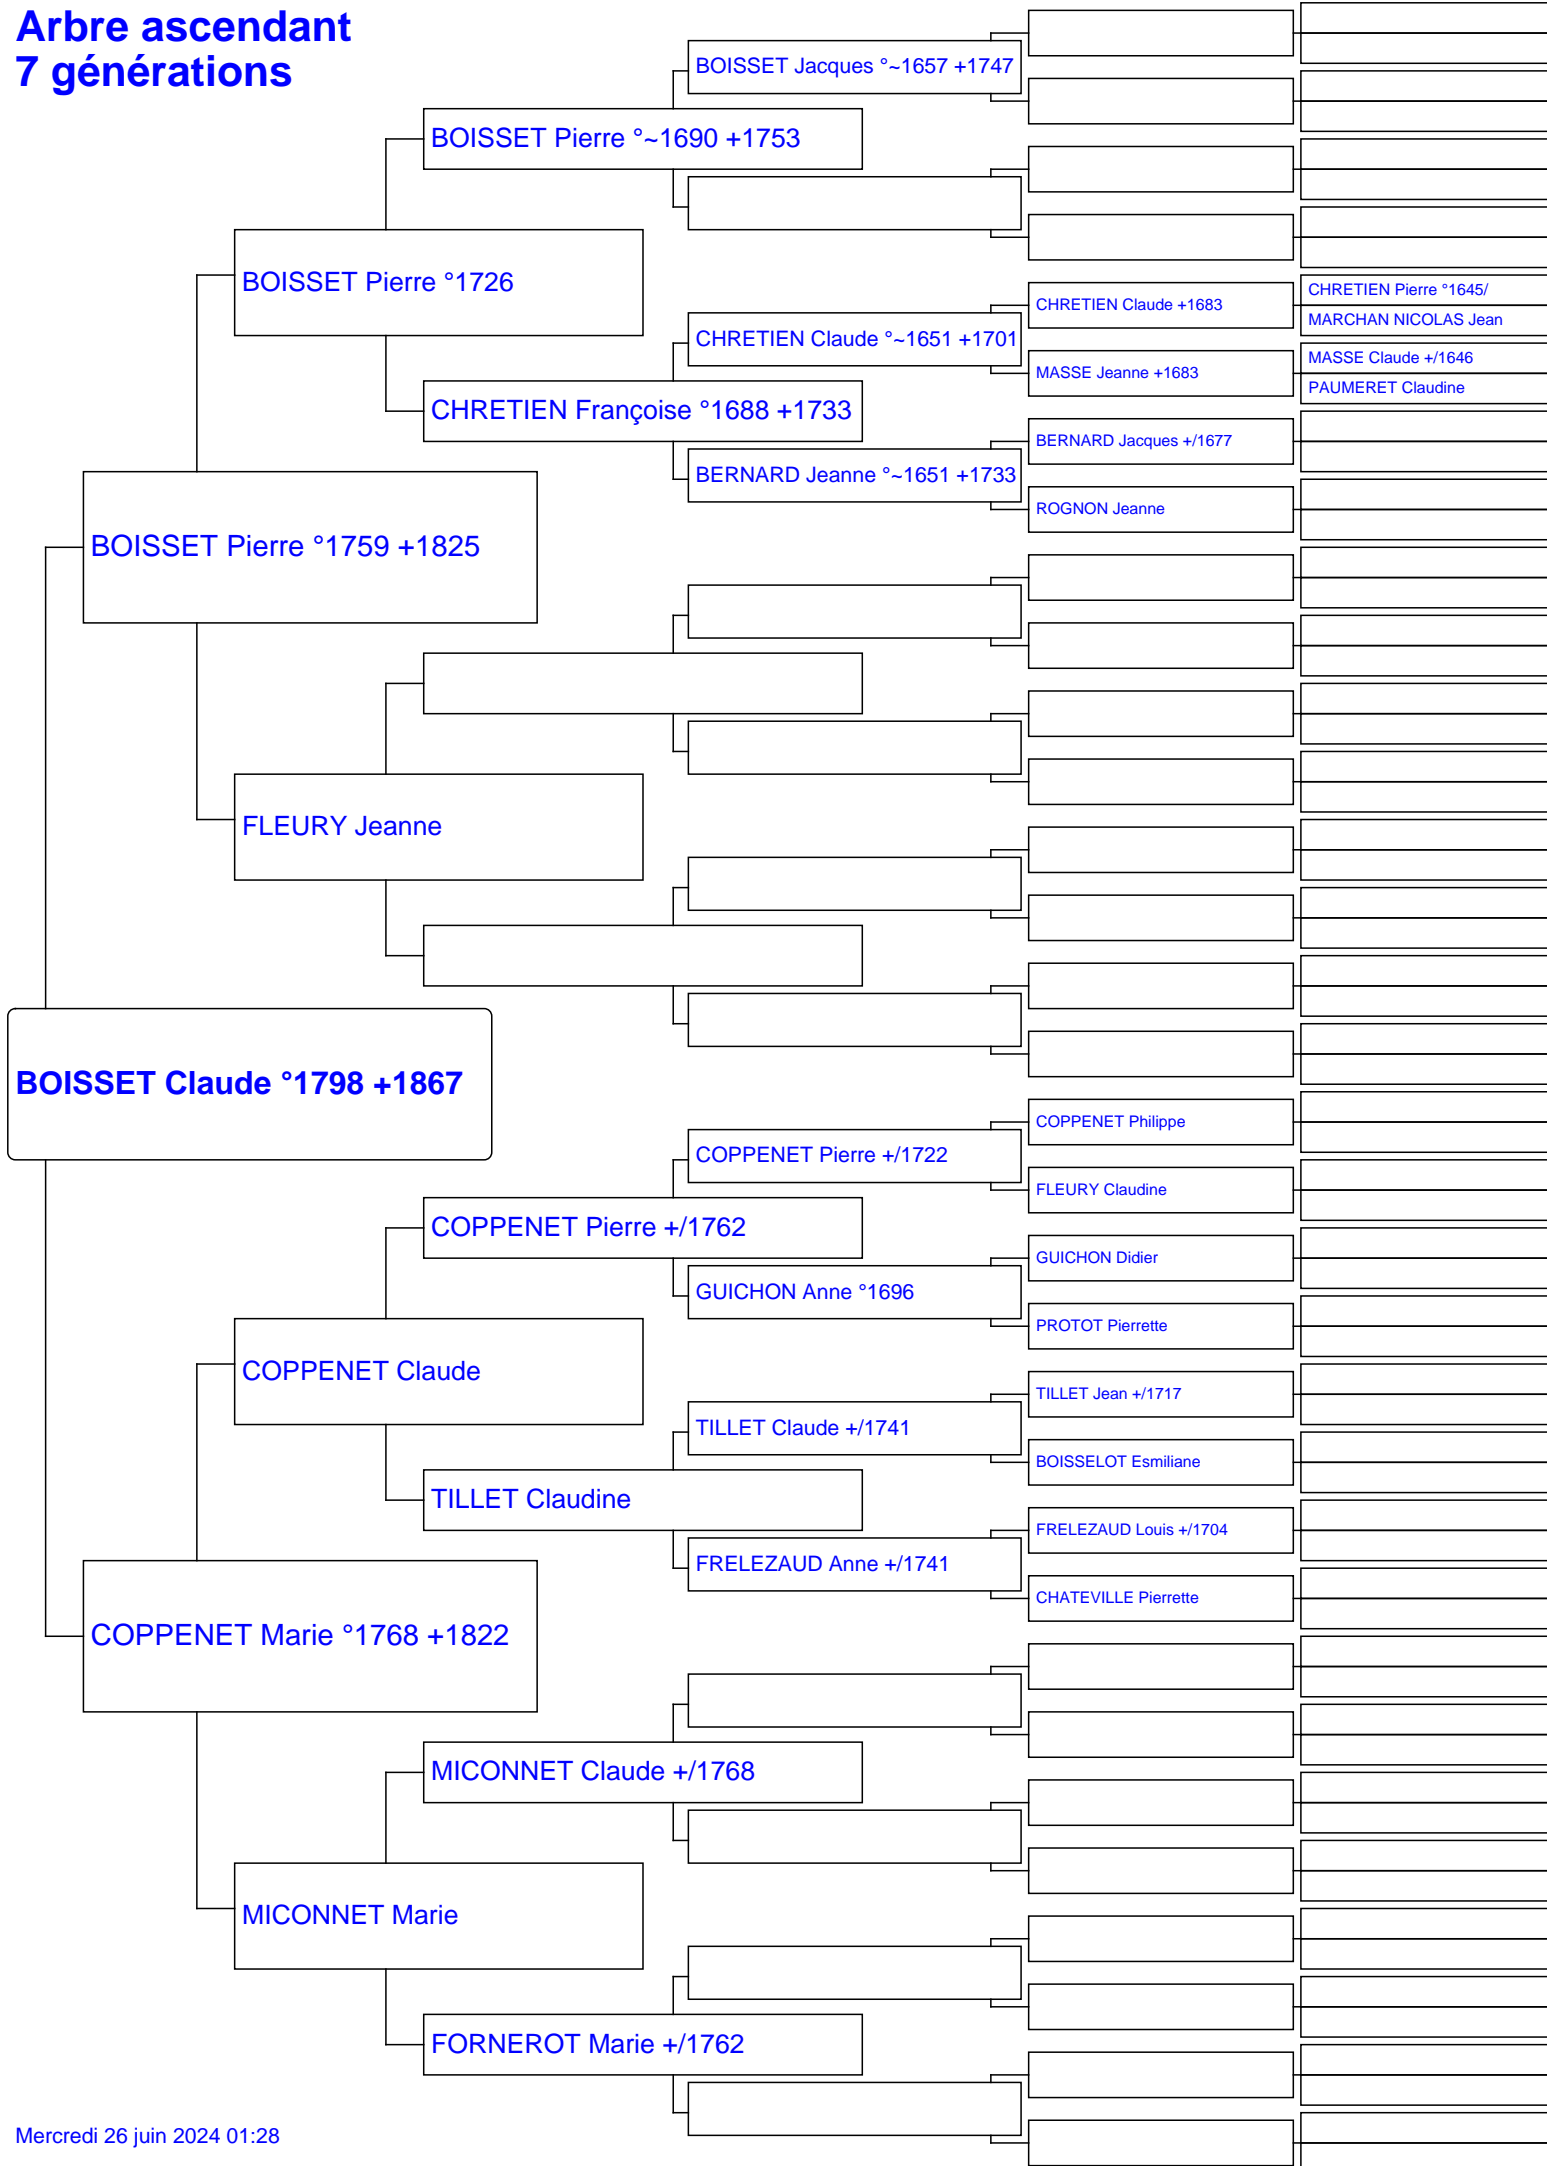 Arbre ascendant
7 générations
BOISSET Jacques °~1657 +1747
BOISSET Pierre °~1690 +1753
BOISSET Pierre °1726
CHRETIEN Pierre °1645/
CHRETIEN Claude +1683
MARCHAN NICOLAS Jean
CHRETIEN Claude °~1651 +1701
MASSE Claude +/1646
MASSE Jeanne +1683
PAUMERET Claudine
CHRETIEN Françoise °1688 +1733
BERNARD Jacques +/1677
BERNARD Jeanne °~1651 +1733
ROGNON Jeanne
BOISSET Pierre °1759 +1825
FLEURY Jeanne
BOISSET Claude °1798 +1867
COPPENET Philippe
COPPENET Pierre +/1722
FLEURY Claudine
COPPENET Pierre +/1762
GUICHON Didier
GUICHON Anne °1696
PROTOT Pierrette
COPPENET Claude
TILLET Jean +/1717
TILLET Claude +/1741
BOISSELOT Esmiliane
TILLET Claudine
FRELEZAUD Louis +/1704
FRELEZAUD Anne +/1741
CHATEVILLE Pierrette
COPPENET Marie °1768 +1822
MICONNET Claude +/1768
MICONNET Marie
FORNEROT Marie +/1762
Mercredi 26 juin 2024 01:28